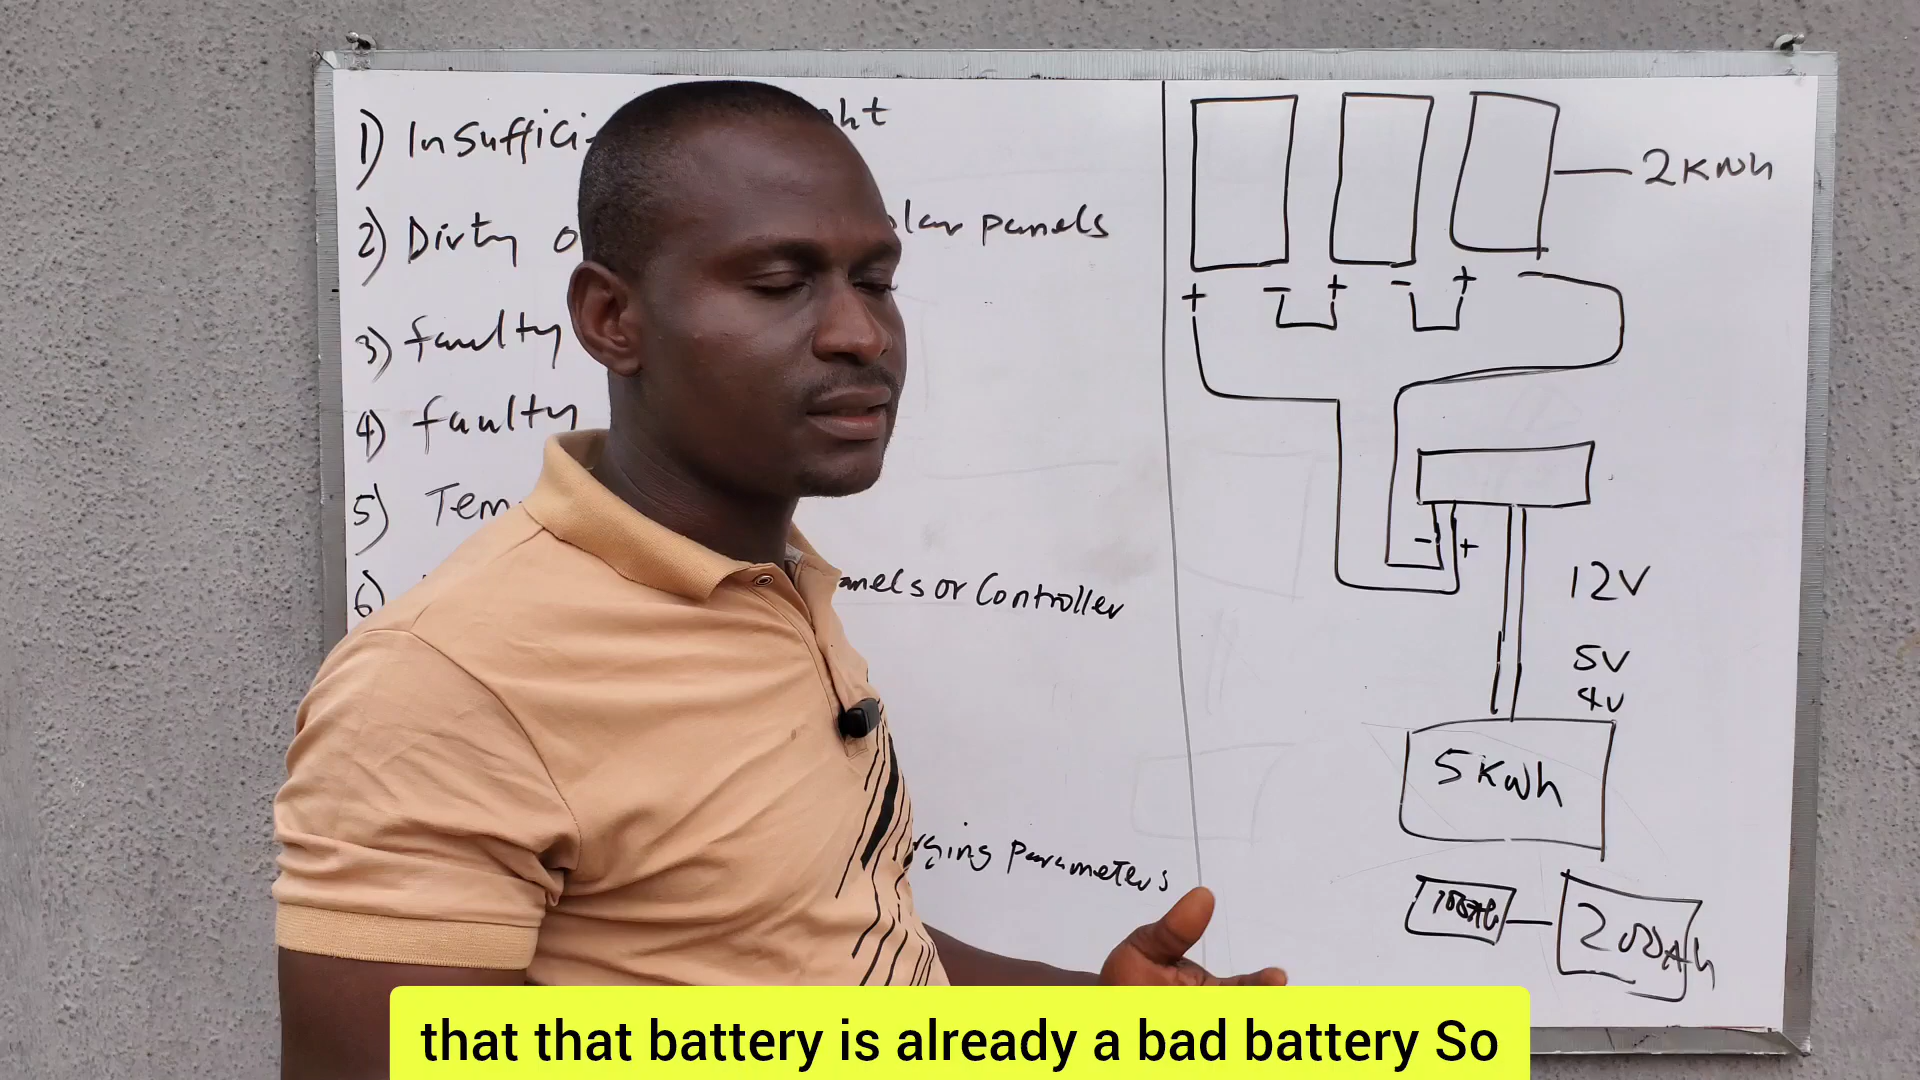 1) Insuffici ht
2) Dirty o lar panels
3) faulty
4) faulty
5) Tem
6) anels or Controller
rging Parameters
2KWh
+ - + - +
- +
12V
5V
4V
5KWh
200Ah
that that battery is already a bad battery So